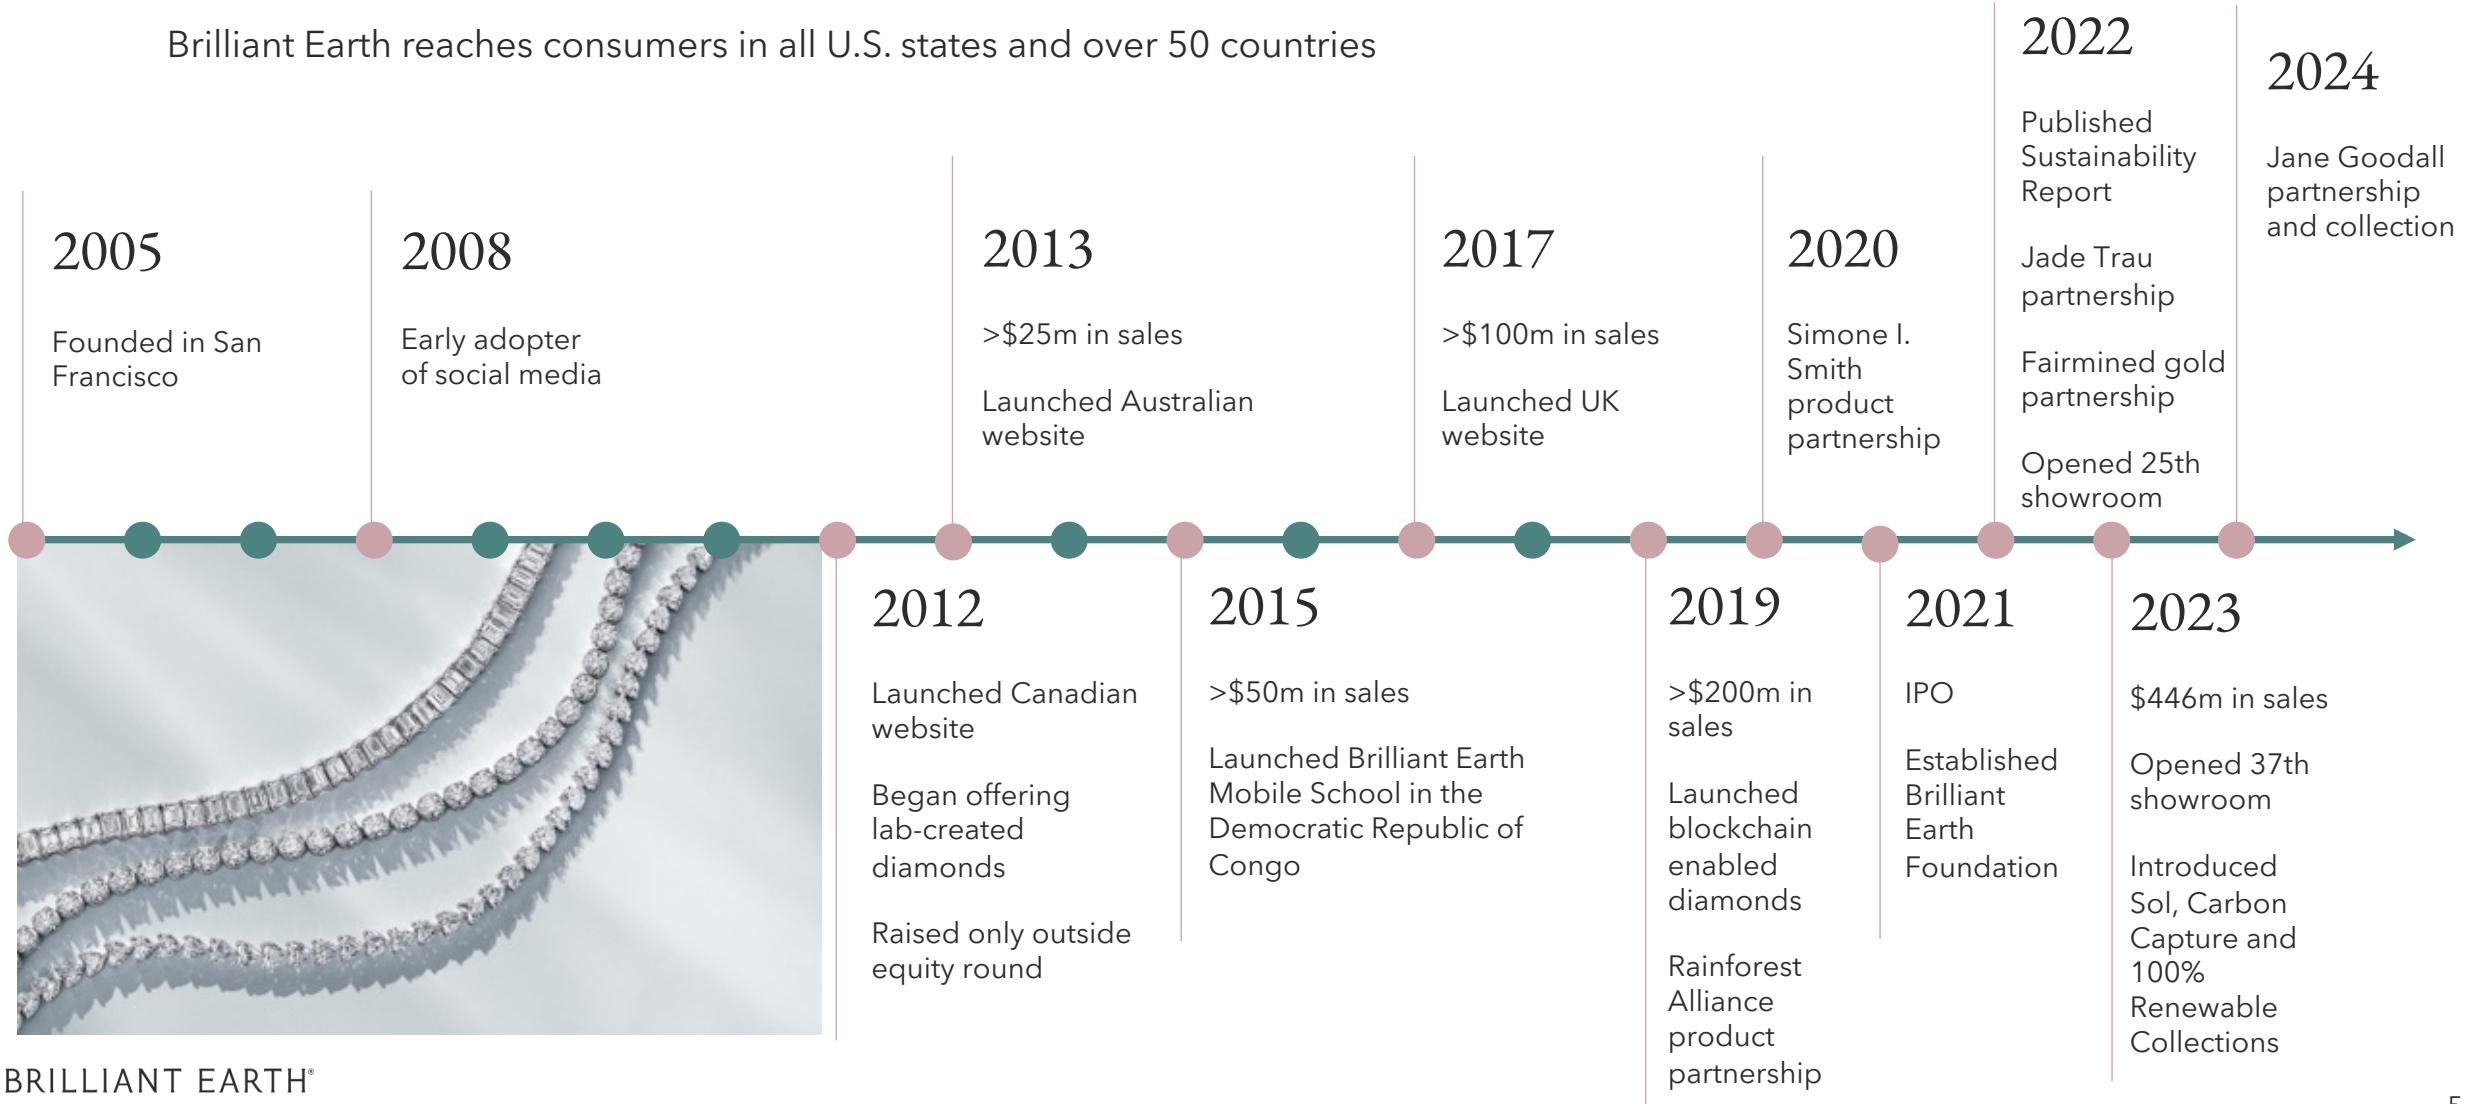 Brilliant Earth reaches consumers in all U.S. states and over 50 countries
2005
Founded in San
Francisco
2008
Early adopter
of social media
2012
Launched Canadian
website
Began offering
lab-created
diamonds
Raised only outside
equity round
2013
>$25m in sales
Launched Australian
website
2015
>$50m in sales
Launched Brilliant Earth
Mobile School in the
Democratic Republic of
Congo
2017
>$100m in sales
Launched UK
website
2019
>$200m in
sales
Launched
blockchain
enabled
diamonds
Rainforest
Alliance
product
partnership
2020
Simone I.
Smith
product
partnership
2021
IPO
Established
Brilliant
Earth
Foundation
2022
Published
Sustainability
Report
Jade Trau
partnership
Fairmined gold
partnership
Opened 25th
showroom
2023
$446m in sales
Opened 37th
showroom
Introduced
Sol, Carbon
Capture and
100%
Renewable
Collections
2024
Jane Goodall
partnership
and collection
BRILLIANT EARTH®